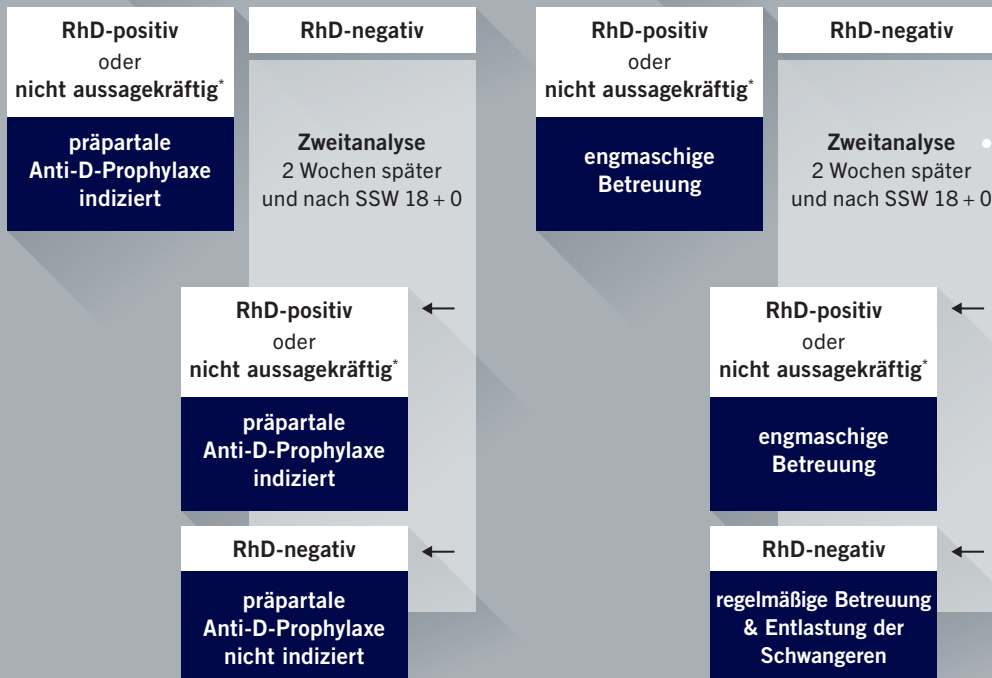 RhD-positiv
oder
nicht aussagekräftig*
präpartale
Anti-D-Prophylaxe
indiziert
RhD-negativ
Zweitanalyse
2 Wochen später
und nach SSW 18 + 0
RhD-positiv
oder
nicht aussagekräftig*
präpartale
Anti-D-Prophylaxe
indiziert
RhD-negativ
präpartale
Anti-D-Prophylaxe
nicht indiziert
RhD-positiv
oder
nicht aussagekräftig*
engmaschige
Betreuung
RhD-negativ
Zweitanalyse
2 Wochen später
und nach SSW 18 + 0
RhD-positiv
oder
nicht aussagekräftig*
engmaschige
Betreuung
RhD-negativ
regelmäßige Betreuung
& Entlastung der
Schwangeren